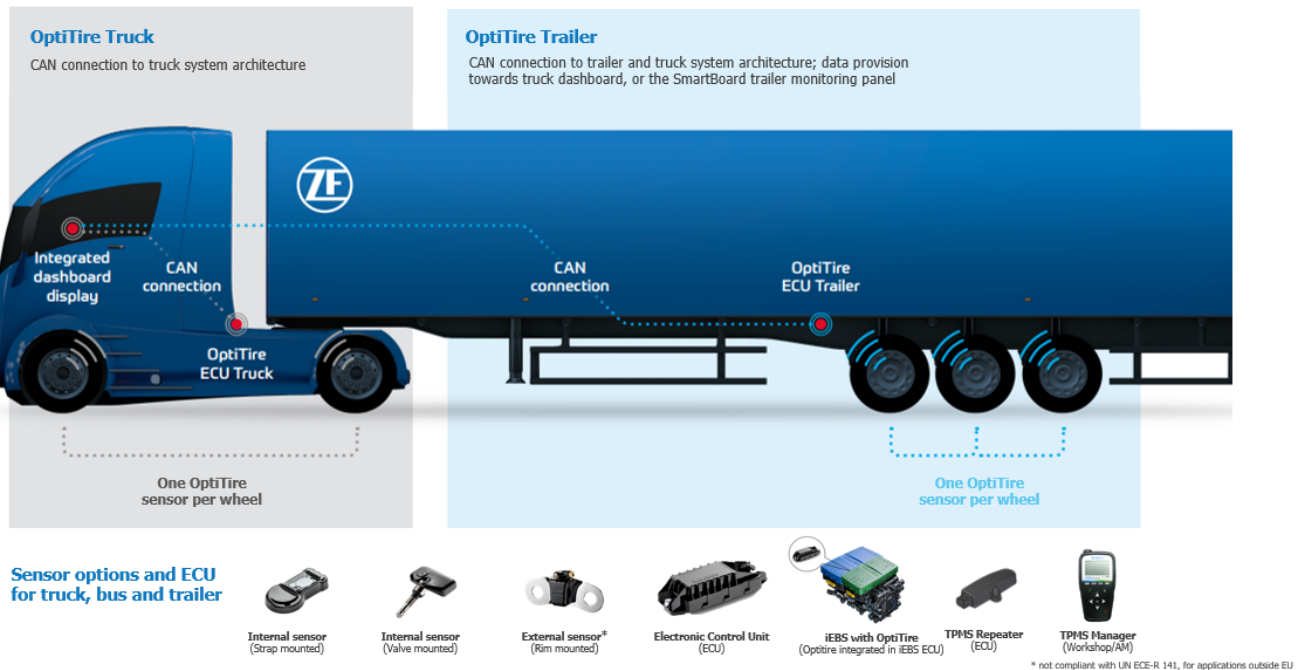 OptiTire Truck
CAN connection to truck system architecture
OptiTire Trailer
CAN connection to trailer and truck system architecture; data provision
towards truck dashboard, or the SmartBoard trailer monitoring panel
ZF
Integrated
dashboard
display
CAN
connection
OptiTire
ECU Truck
CAN
connection
OptiTire
ECU Trailer
One OptiTire
sensor per wheel
One OptiTire
sensor per wheel
Sensor options and ECU
for truck, bus and trailer
Internal sensor
(Strap mounted)
Internal sensor
(Valve mounted)
External sensor*
(Rim mounted)
Electronic Control Unit
(ECU)
iEBS with OptiTire
(Optitire integrated in iEBS ECU)
TPMS Repeater
(ECU)
TPMS Manager
(Workshop/AM)
* not compliant with UN ECE-R 141, for applications outside EU